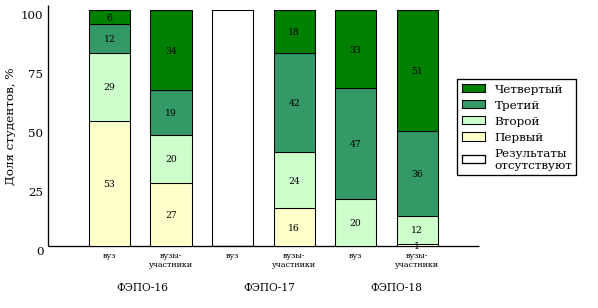 Доля студентов, %
100
75
50
25
0
6
12
29
53
34
19
20
27
18
42
24
16
33
47
20
51
36
12
1
вуз
вузы-
участники
вуз
вузы-
участники
вуз
вузы-
участники
ФЭПО-16
ФЭПО-17
ФЭПО-18
Четвертый
Третий
Второй
Первый
Результаты
отсутствуют